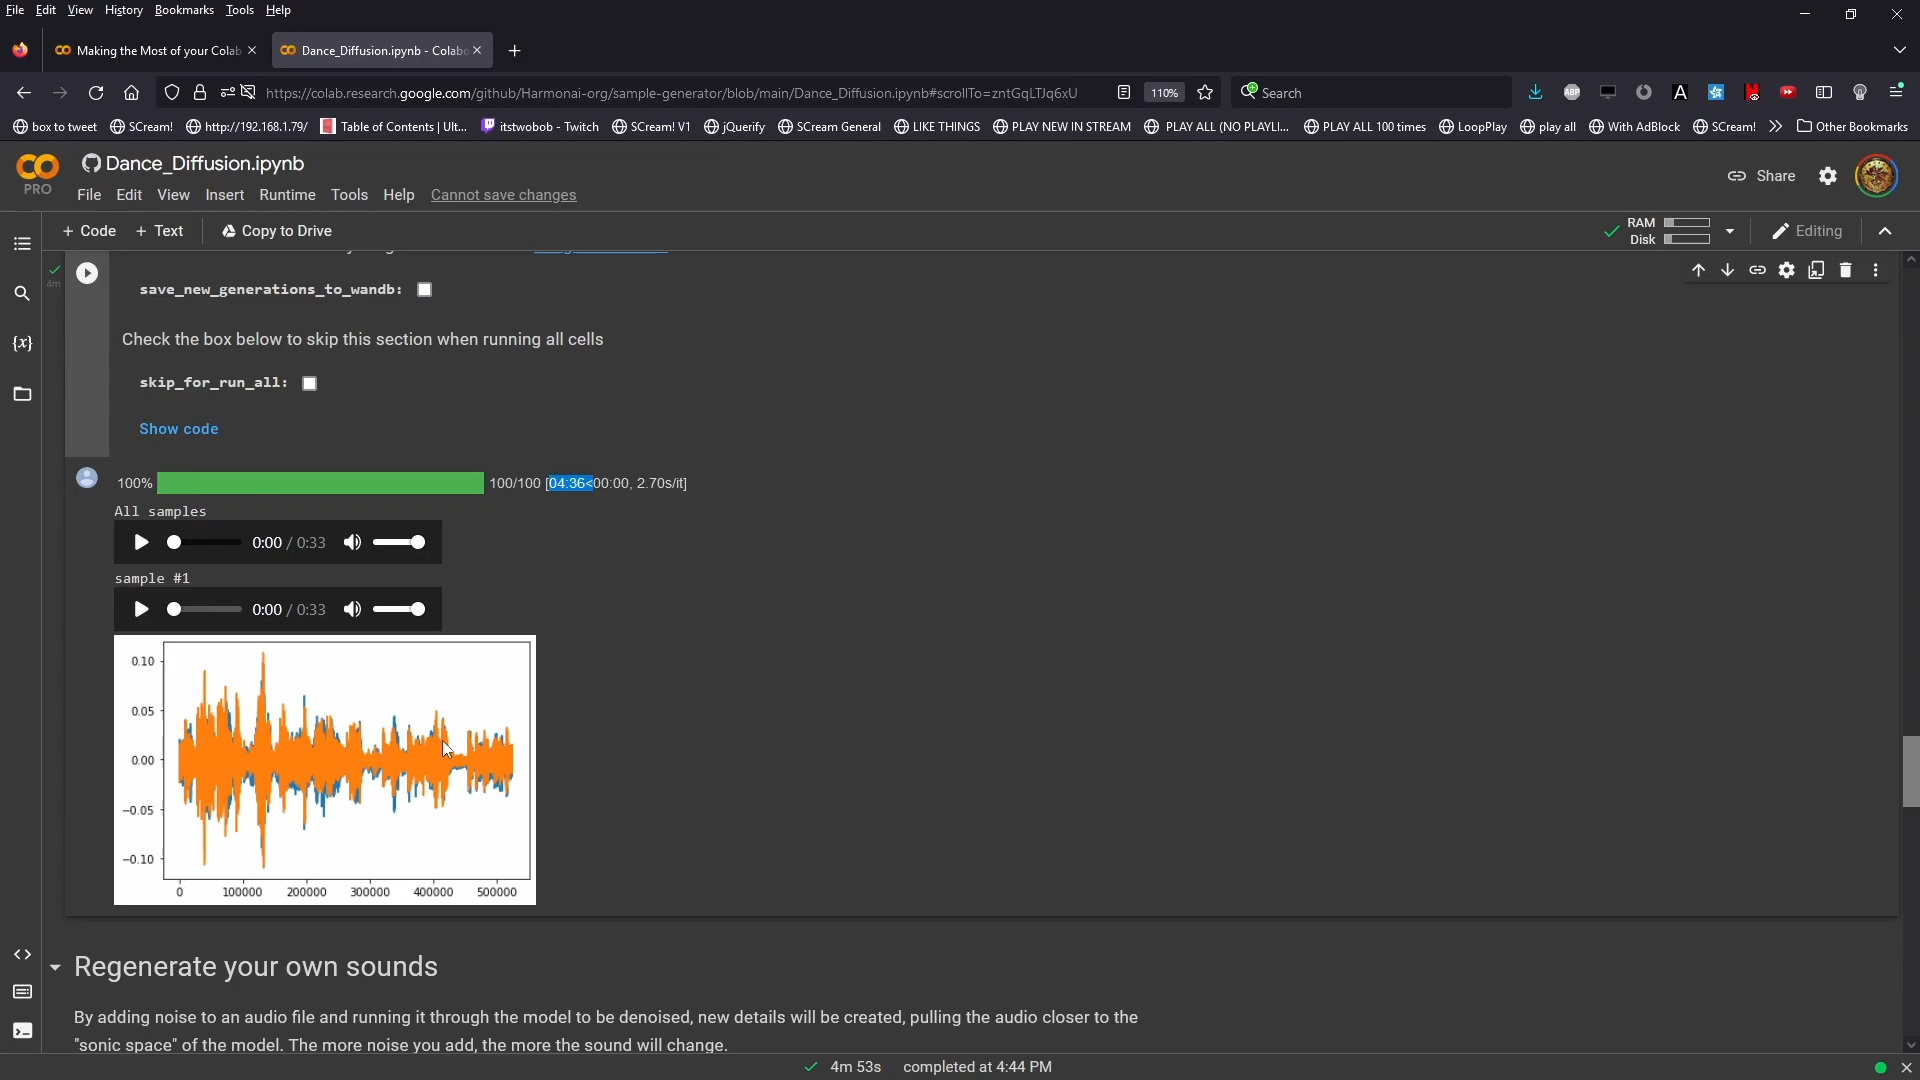 File Edit View History Bookmarks Tools Help
Making the Most of your Colab
Dance_Diffusion.ipynb - Colabo
https://colab.research.google.com/github/Harmonai-org/sample-generator/blob/main/Dance_Diffusion.ipynb#scrollTo=zntGqLTJq6xU 110% Search
box to tweet SCream! http://192.168.1.79/ Table of Contents | Ult... itstwobob - Twitch SCream! V1 jQuerify SCream General LIKE THINGS PLAY NEW IN STREAM PLAY ALL (NO PLAYLI... PLAY ALL 100 times LoopPlay play all With AdBlock SCream! Other Bookmarks
Dance_Diffusion.ipynb
PRO
File Edit View Insert Runtime Tools Help Cannot save changes
Share
+ Code + Text Copy to Drive
RAM
Disk
Editing
4m
save_new_generations_to_wandb:
Check the box below to skip this section when running all cells
skip_for_run_all:
Show code
100% 100/100 [04:36<00:00, 2.70s/it]
All samples
0:00 / 0:33
sample #1
0:00 / 0:33
0.10
0.05
0.00
−0.05
−0.10
0 100000 200000 300000 400000 500000
Regenerate your own sounds
By adding noise to an audio file and running it through the model to be denoised, new details will be created, pulling the audio closer to the
"sonic space" of the model. The more noise you add, the more the sound will change.
4m 53s completed at 4:44 PM